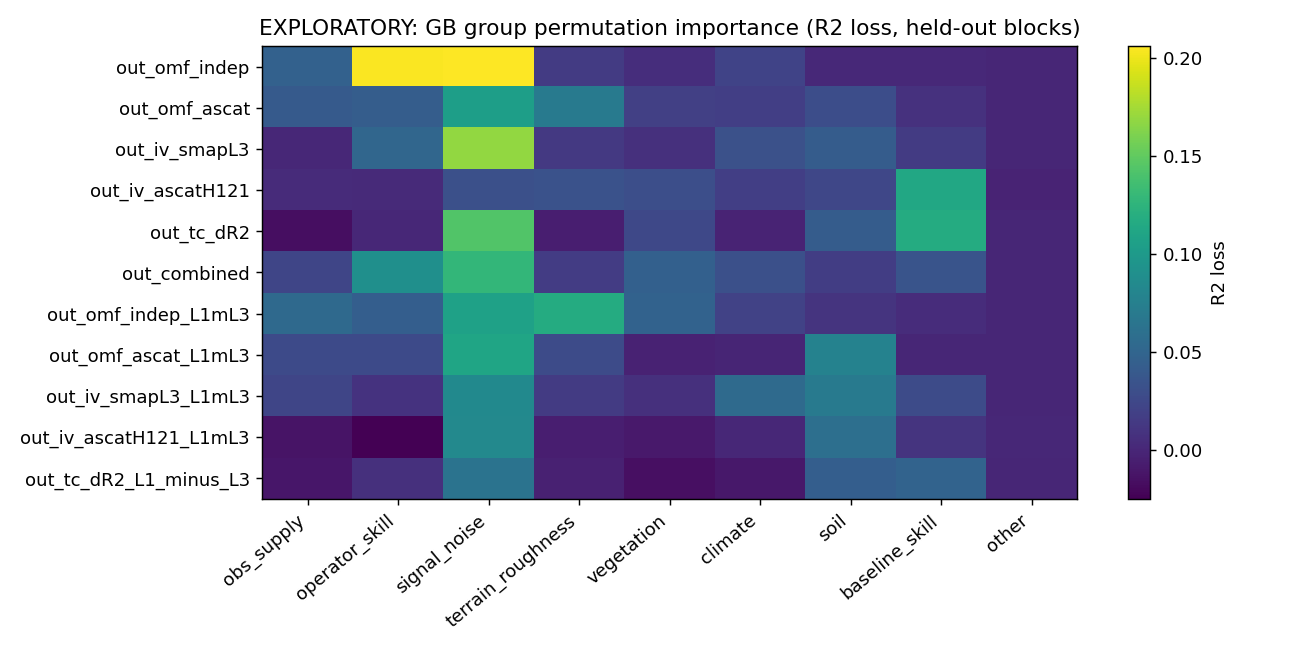 EXPLORATORY: GB group permutation importance (R2 loss, held-out blocks)
out_omf_indep
out_omf_ascat
out_iv_smapL3
out_iv_ascatH121
out_tc_dR2
out_combined
out_omf_indep_L1mL3
out_omf_ascat_L1mL3
out_iv_smapL3_L1mL3
out_iv_ascatH121_L1mL3
out_tc_dR2_L1_minus_L3
obs_supply
operator_skill
signal_noise
terrain_roughness
vegetation
climate
soil
baseline_skill
other
0.20
0.15
0.10
0.05
0.00
R2 loss